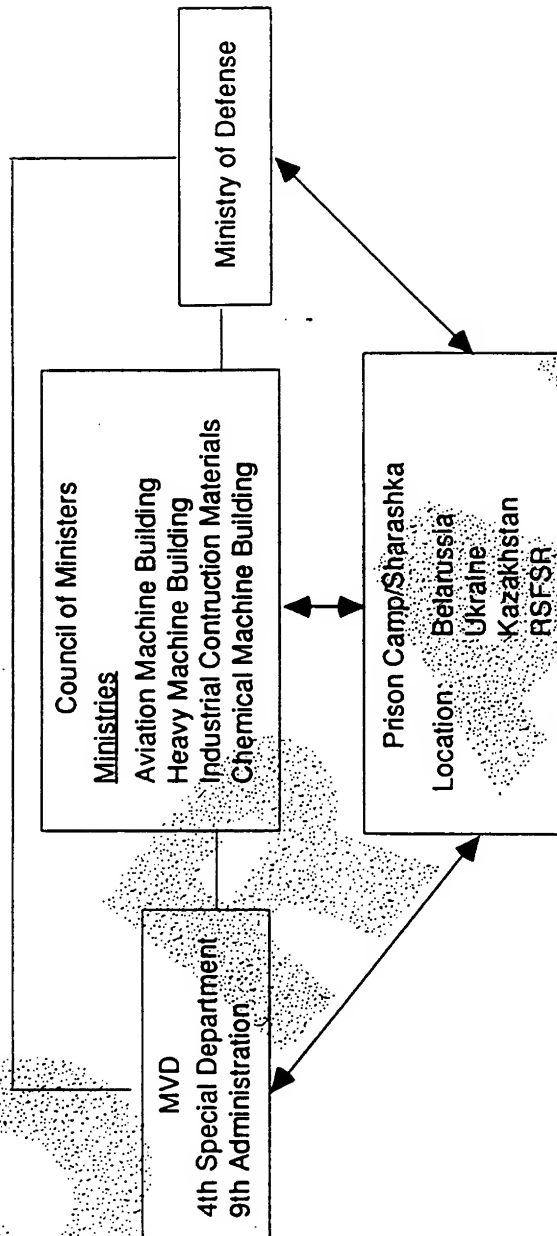 MVD
4th Special Department
9th Administration
Council of Ministers
Ministries
Aviation Machine Building
Heavy Machine Building
Industrial Contruction Materials
Chemical Machine Building
Ministry of Defense
Prison Camp/Sharashka
Location: Belarussia
Ukraine
Kazakhstan
RSFSR